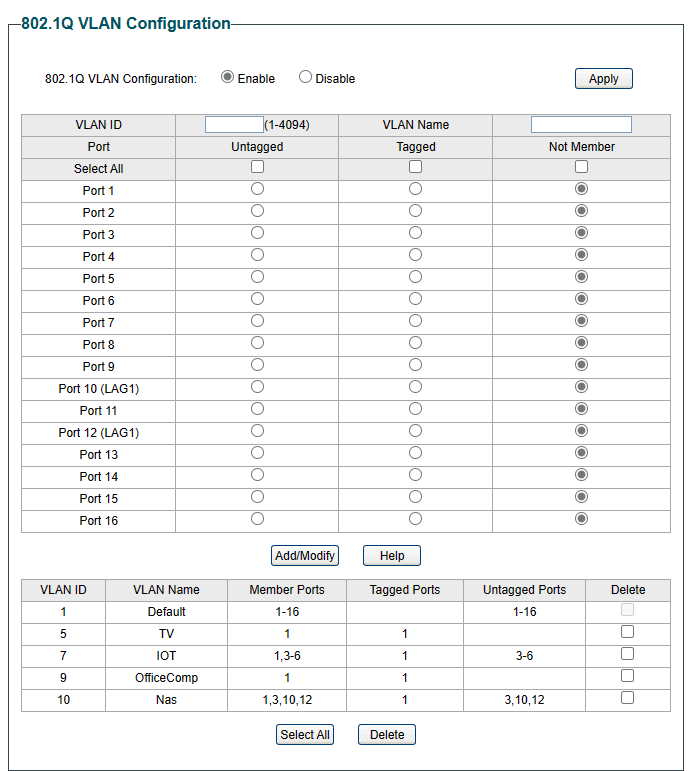 802.1Q VLAN Configuration
802.1Q VLAN Configuration: Enable Disable Apply
VLAN ID (1-4094) VLAN Name
Port Untagged Tagged Not Member
Select All
Port 1
Port 2
Port 3
Port 4
Port 5
Port 6
Port 7
Port 8
Port 9
Port 10 (LAG1)
Port 11
Port 12 (LAG1)
Port 13
Port 14
Port 15
Port 16
Add/Modify Help
VLAN ID VLAN Name Member Ports Tagged Ports Untagged Ports Delete
1 Default 1-16 1-16
5 TV 1 1
7 IOT 1,3-6 1 3-6
9 OfficeComp 1 1
10 Nas 1,3,10,12 1 3,10,12
Select All Delete